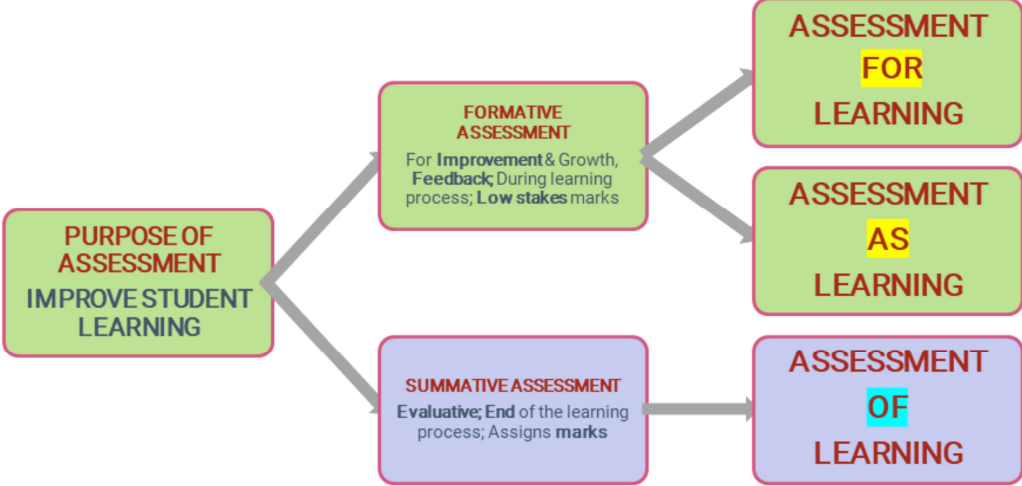 PURPOSE OF
ASSESSMENT
IMPROVE STUDENT
LEARNING
FORMATIVE
ASSESSMENT
For Improvement & Growth,
Feedback; During learning
process; Low stakes marks
SUMMATIVE ASSESSMENT
Evaluative; End of the learning
process; Assigns marks
ASSESSMENT
FOR
LEARNING
ASSESSMENT
AS
LEARNING
ASSESSMENT
OF
LEARNING